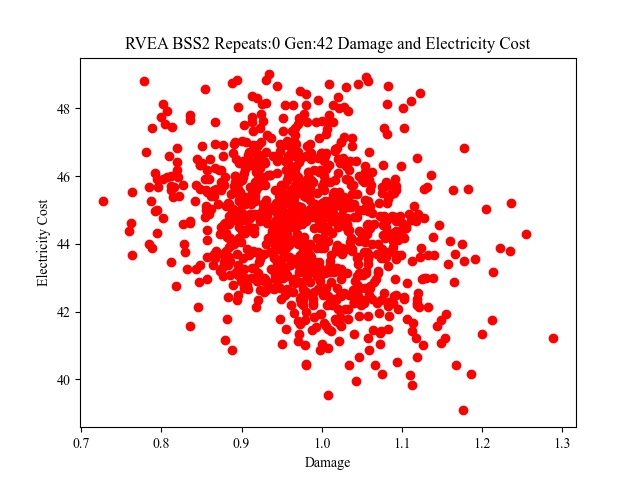 RVEA BSS2 Repeats:0 Gen:42 Damage and Electricity Cost
Electricity Cost
48
46
44
42
40
0.7 0.8 0.9 1.0 1.1 1.2 1.3
Damage